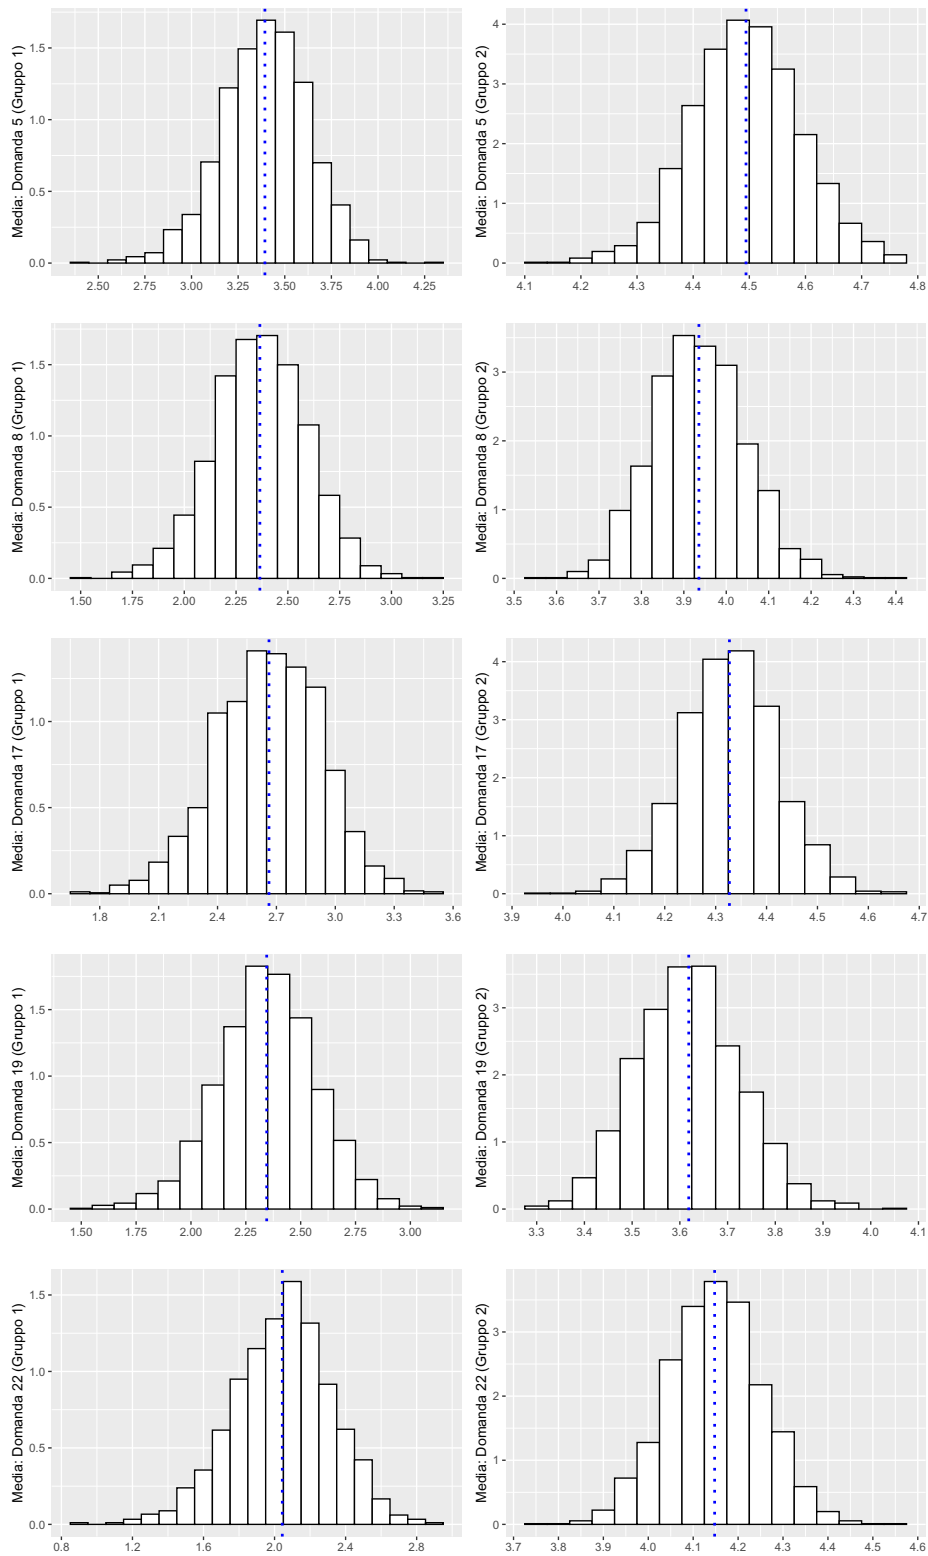 Media: Domanda 5 (Gruppo 1)
1.5
1.0
0.5
0.0
2.50 2.75 3.00 3.25 3.50 3.75 4.00 4.25
Media: Domanda 5 (Gruppo 2)
4
3
2
1
0
4.1 4.2 4.3 4.4 4.5 4.6 4.7 4.8
Media: Domanda 8 (Gruppo 1)
1.5
1.0
0.5
0.0
1.50 1.75 2.00 2.25 2.50 2.75 3.00 3.25
Media: Domanda 8 (Gruppo 2)
3
2
1
0
3.5 3.6 3.7 3.8 3.9 4.0 4.1 4.2 4.3 4.4
Media: Domanda 17 (Gruppo 1)
1.0
0.5
0.0
1.8 2.1 2.4 2.7 3.0 3.3 3.6
Media: Domanda 17 (Gruppo 2)
4
3
2
1
0
3.9 4.0 4.1 4.2 4.3 4.4 4.5 4.6 4.7
Media: Domanda 19 (Gruppo 1)
1.5
1.0
0.5
0.0
1.50 1.75 2.00 2.25 2.50 2.75 3.00
Media: Domanda 19 (Gruppo 2)
3
2
1
0
3.3 3.4 3.5 3.6 3.7 3.8 3.9 4.0 4.1
Media: Domanda 22 (Gruppo 1)
1.5
1.0
0.5
0.0
0.8 1.2 1.6 2.0 2.4 2.8
Media: Domanda 22 (Gruppo 2)
3
2
1
0
3.7 3.8 3.9 4.0 4.1 4.2 4.3 4.4 4.5 4.6